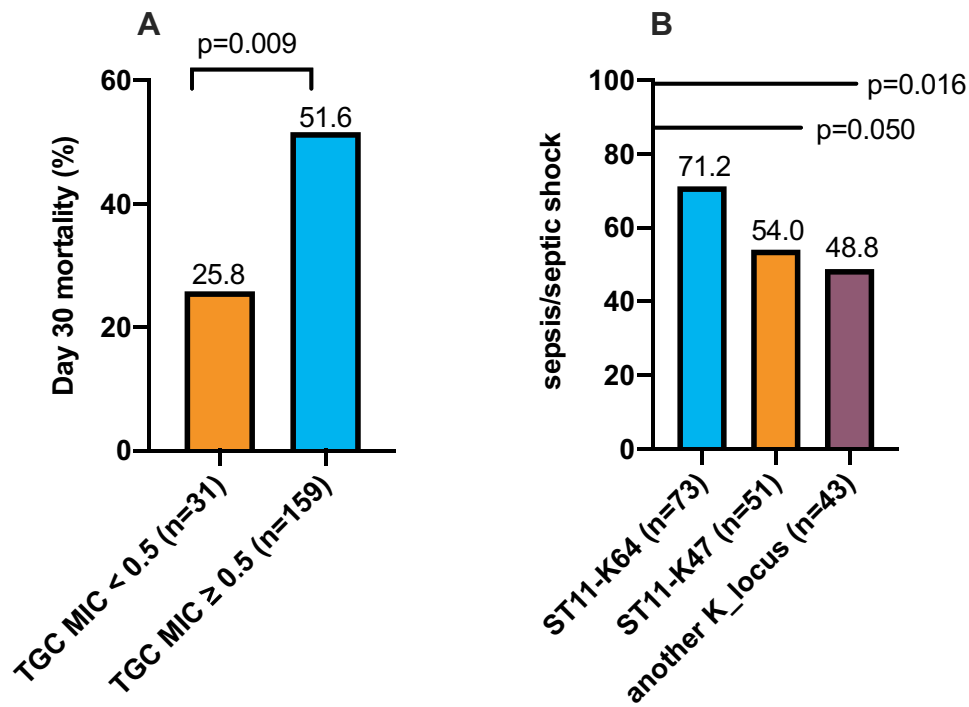 A
p=0.009
60
40
20
0
Day 30 mortality (%)
25.8
51.6
TGC MIC < 0.5 (n=31)
TGC MIC ≥ 0.5 (n=159)
B
p=0.016
p=0.050
100
80
60
40
20
0
sepsis/septic shock
71.2
54.0
48.8
ST11-K64 (n=73)
ST11-K47 (n=51)
another K_locus (n=43)